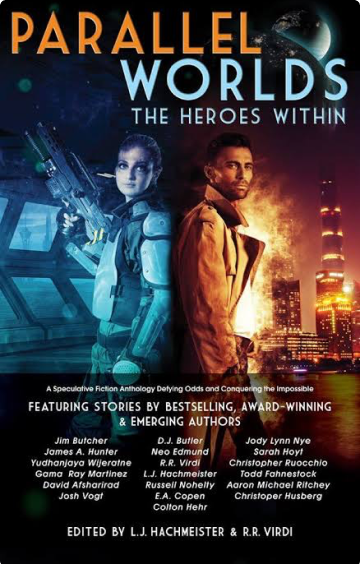 PARALLEL
WORLDS
THE HEROES WITHIN
A Speculative Fiction Anthology Defying Odds and Conquering the Impossible
FEATURING STORIES BY BESTSELLING, AWARD-WINNING
& EMERGING AUTHORS
Jim Butcher
James A. Hunter
Yudhanjaya Wijeratne
Gama Ray Martinez
David Afsharirad
Josh Vogt
D.J. Butler
Neo Edmund
R.R. Virdi
L.J. Hachmeister
Russell Nohelty
E.A. Copen
Colton Hehr
Jody Lynn Nye
Sarah Hoyt
Christopher Ruocchio
Todd Fahnestock
Aaron Michael Ritchey
Christoper Husberg
EDITED BY L.J. HACHMEISTER & R.R. VIRDI